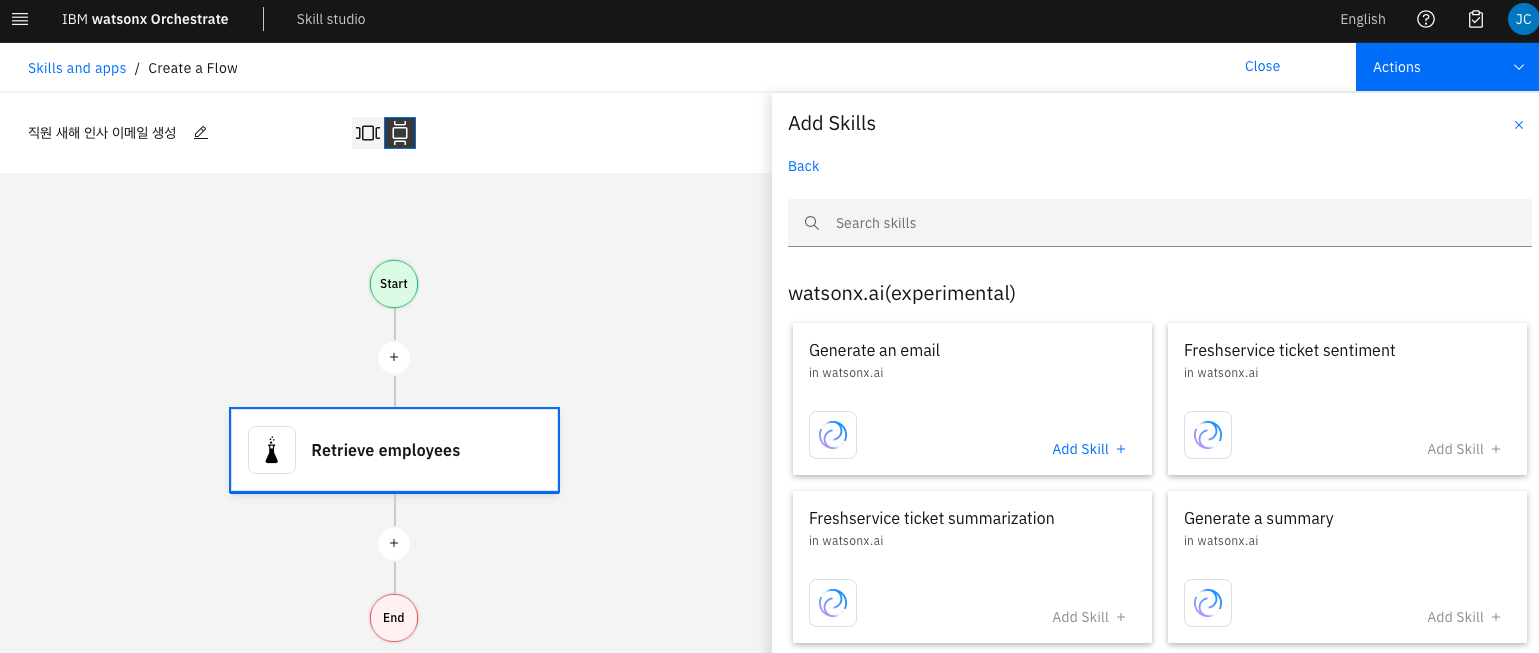 IBM watsonx Orchestrate
Skill studio
English
JC
Skills and apps / Create a Flow
Close
Actions
직원 새해 인사 이메일 생성
Start
Retrieve employees
End
Add Skills
Back
Search skills
watsonx.ai(experimental)
Generate an email
in watsonx.ai
Add Skill +
Freshservice ticket sentiment
in watsonx.ai
Add Skill +
Freshservice ticket summarization
in watsonx.ai
Add Skill +
Generate a summary
in watsonx.ai
Add Skill +